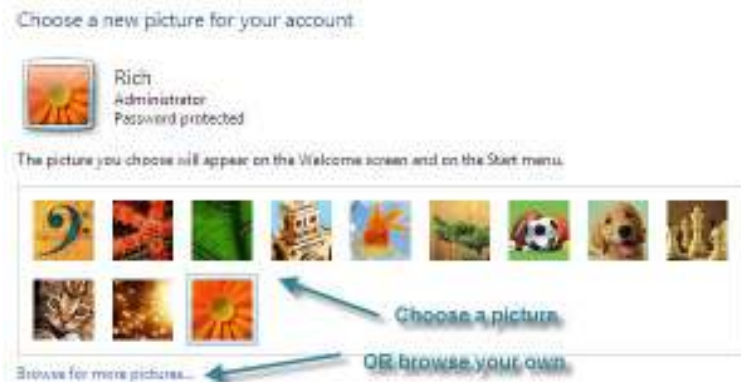 Choose a new picture for your account
Rich
Administrator
Password protected
The picture you choose will appear on the Welcome screen and on the Start menu.
Choose a picture.
OR browse your own.
Browse for more pictures...